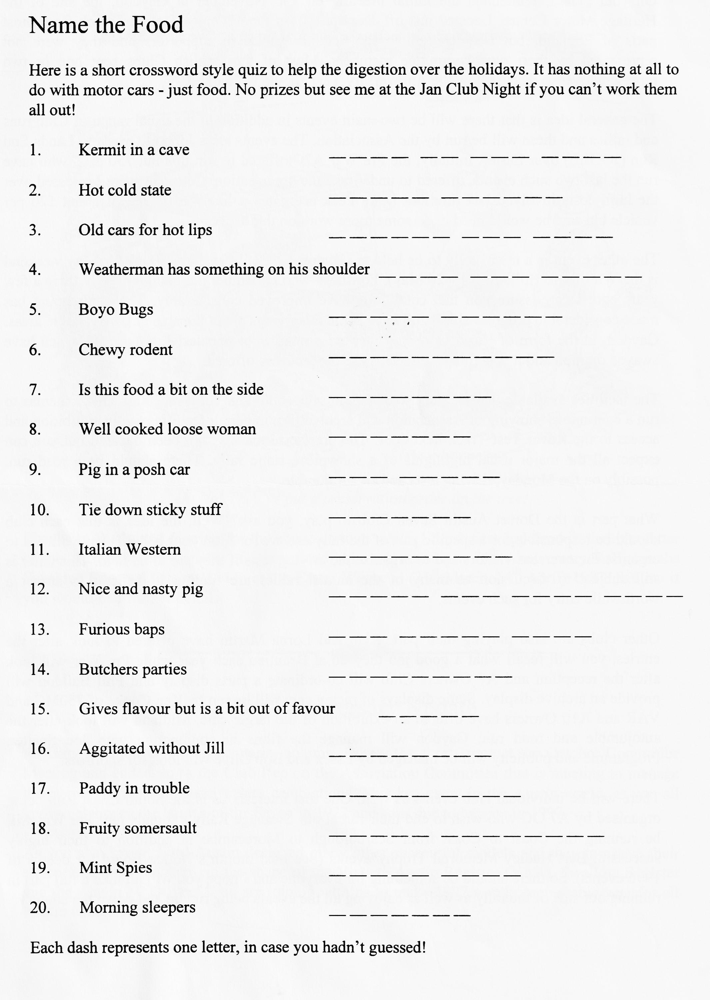 Name the Food
Here is a short crossword style quiz to help the digestion over the holidays. It has nothing at all to
do with motor cars - just food. No prizes but see me at the Jan Club Night if you can't work them
all out!
1. Kermit in a cave _ _ _ _ _ _ _ _ _ _ _ _ _
2. Hot cold state _ _ _ _ _ _ _ _ _ _ _
3. Old cars for hot lips _ _ _ _ _ _ _ _ _ _ _ _ _
4. Weatherman has something on his shoulder _ _ _ _ _ _ _ _ _ _ _ _
5. Boyo Bugs _ _ _ _ _ _ _ _ _ _ _
6. Chewy rodent _ _ _ _ _ _ _ _ _ _ _
7. Is this food a bit on the side _ _ _ _ _ _ _ _
8. Well cooked loose woman _ _ _ _ _ _ _
9. Pig in a posh car _ _ _ _ _ _ _ _
10. Tie down sticky stuff _ _ _ _ _ _ _
11. Italian Western _ _ _ _ _ _ _ _ _
12. Nice and nasty pig _ _ _ _ _ _ _ _ _ _ _ _ _ _ _ _
13. Furious baps _ _ _ _ _ _ _ _ _ _ _ _
14. Butchers parties _ _ _ _ _ _ _ _ _
15. Gives flavour but is a bit out of favour _ _ _ _ _
16. Aggitated without Jill _ _ _ _ _ _ _ _
17. Paddy in trouble _ _ _ _ _ _ _ _ _
18. Fruity somersault _ _ _ _ _ _ _ _ _ _ _ _ _
19. Mint Spies _ _ _ _ _ _ _ _ _
20. Morning sleepers _ _ _ _ _ _ _
Each dash represents one letter, in case you hadn't guessed!